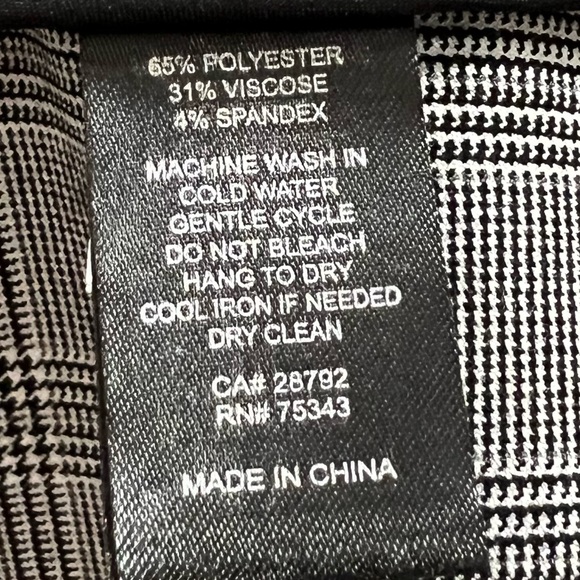 65% POLYESTER
31% VISCOSE
4% SPANDEX
MACHINE WASH IN
COLD WATER
GENTLE CYCLE
DO NOT BLEACH
HANG TO DRY
COOL IRON IF NEEDED
DRY CLEAN
CA# 28792
RN# 75343
MADE IN CHINA